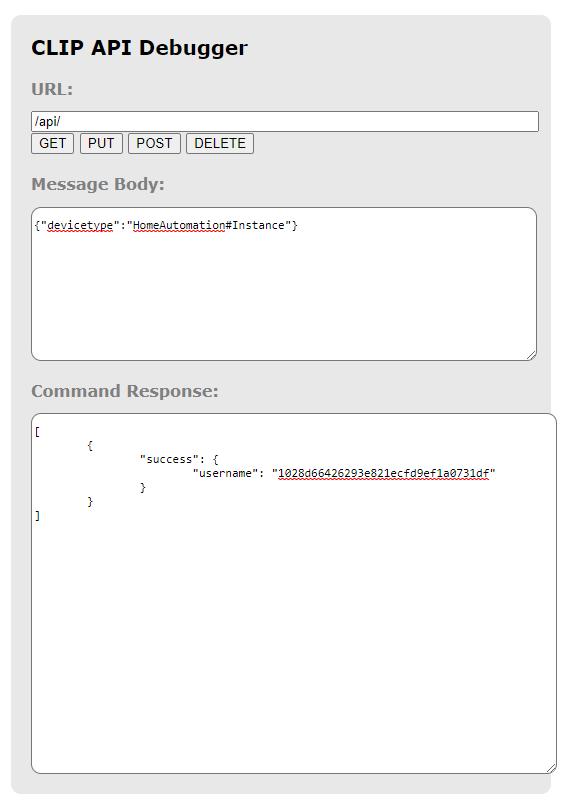 CLIP API Debugger
URL:
/api/
GET PUT POST DELETE
Message Body:
{"devicetype":"HomeAutomation#Instance"}
Command Response:
[
{
"success": {
"username": "1028d66426293e821ecfd9ef1a0731df"
}
}
]